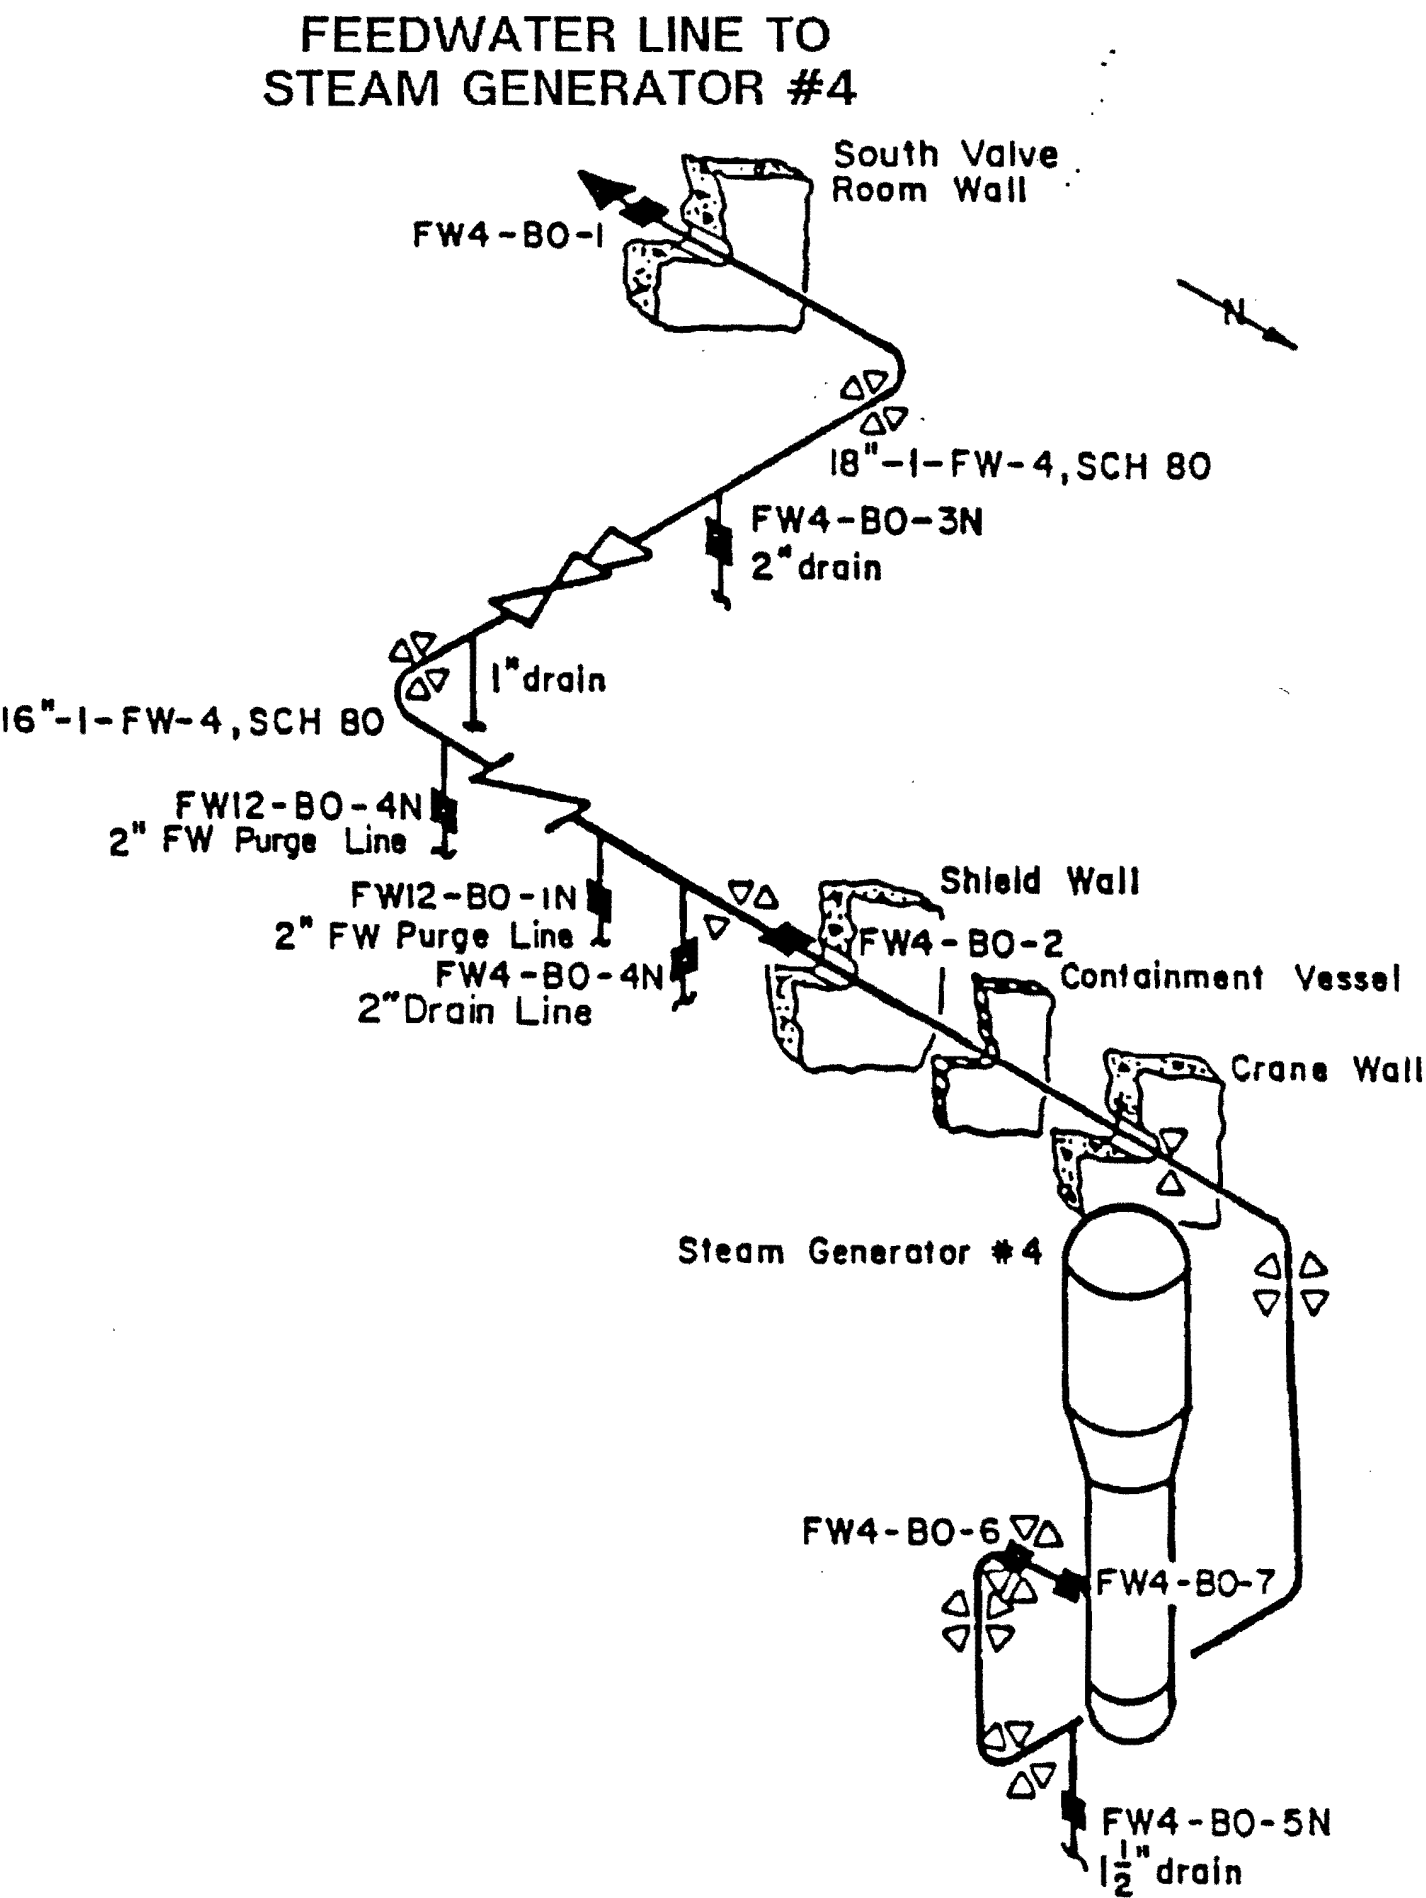 FEEDWATER LINE TO
STEAM GENERATOR #4
South Valve
Room Wall
FW4-BO-1
N
18"-1-FW-4, SCH 80
FW4-BO-3N
2" drain
1" drain
16"-1-FW-4, SCH 80
FW12-BO-4N
2" FW Purge Line
Shield Wall
FW12-BO-1N
2" FW Purge Line
FW4-BO-2
FW4-BO-4N
2" Drain Line
Containment Vessel
Crane Wall
Steam Generator #4
FW4-BO-6
FW4-BO-7
FW4-BO-5N
1 1/2" drain